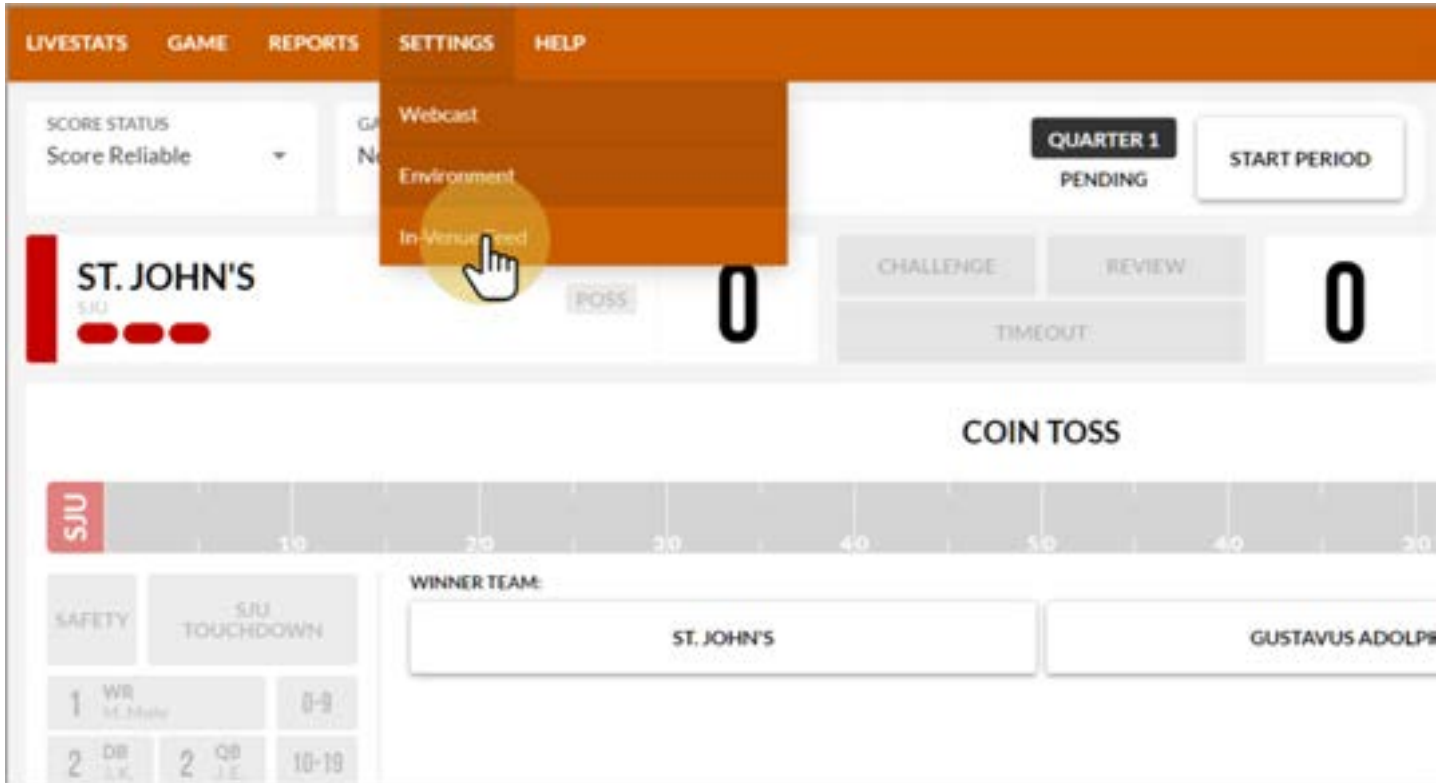 LIVESTATS GAME REPORTS SETTINGS HELP
Webcast
SCORE STATUS
Score Reliable
Environment
QUARTER 1
PENDING
START PERIOD
In-Venue Feed
ST. JOHN'S
SJU
POSS
0
CHALLENGE REVIEW
TIMEOUT
0
COIN TOSS
SJU
10 20 30 40 50 40 30
WINNER TEAM:
SAFETY
SJU
TOUCHDOWN
ST. JOHN'S
GUSTAVUS
1 WR
0-9
2 DB
2 QB
10-19